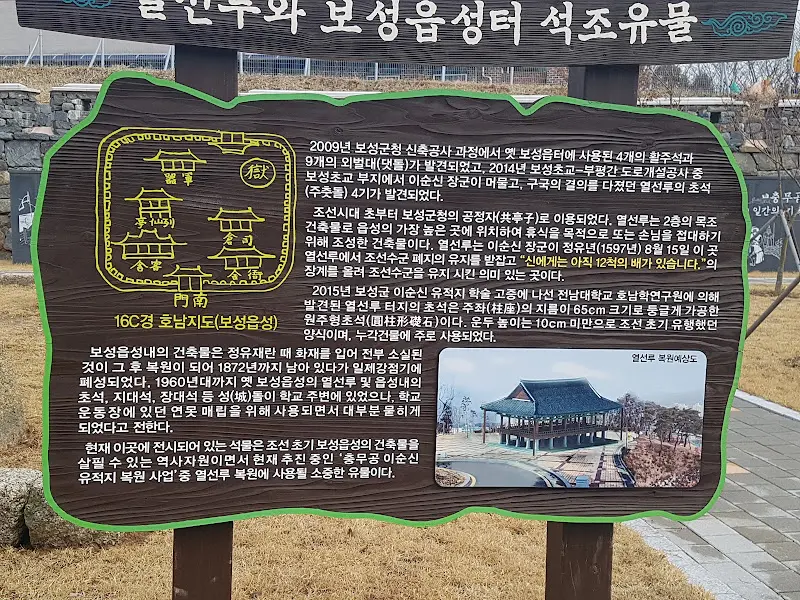 열선루와 보성읍성터 석조유물
2009년 보성군청 신축공사 과정에서 옛 보성읍터에 사용된 4개의 활주석과
9개의 외벌대(댓돌)가 발견되었고, 2014년 보성초교–부평간 도로개설공사 중
보성초교 부지에서 이순신 장군이 머물고, 구국의 결의를 다졌던 열선루의 초석
(주춧돌) 4기가 발견되었다.
조선시대 초부터 보성군청의 공정자(共亭子)로 이용되었다. 열선루는 2층의 목조
건축물로 읍성의 가장 높은 곳에 위치하여 휴식을 목적으로 또는 손님을 접대하기
위해 조성한 건축물이다. 열선루는 이순신 장군이 정유년(1597년) 8월 15일 이 곳
열선루에서 조선수군 폐지의 유지를 받잡고 "신에게는 아직 12척의 배가 있습니다."의
장계를 올려 조선수군을 유지 시킨 의미 있는 곳이다.
2015년 보성군 이순신 유적지 학술 고증에 나선 전남대학교 호남학연구원에 의해
발견된 열선루 터지의 초석은 주좌(柱座)의 지름이 65cm 크기로 둥글게 가공한
원주형초석(圓柱形礎石)이다. 운두 높이는 10cm 미만으로 조선 초기 유행했던
양식이며, 누각건물에 주로 사용되었다.
獄
軍器
亭
司倉
舍客
舍衙
門南
16C경 호남지도(보성읍성)
보성읍성내의 건축물은 정유재란 때 화재를 입어 전부 소실된
것이 그 후 복원이 되어 1872년까지 남아 있다가 일제강점기에
폐성되었다. 1960년대까지 옛 보성읍성의 열선루 및 읍성내의
초석, 지대석, 장대석 등 성(城)돌이 학교 주변에 있었으나, 학교
운동장에 있던 연못 매립을 위해 사용되면서 대부분 묻히게
되었다고 전한다.
현재 이곳에 전시되어 있는 석물은 조선 초기 보성읍성의 건축물을
살필 수 있는 역사자원이면서 현재 추진 중인 '충무공 이순신
유적지 복원 사업'중 열선루 복원에 사용될 소중한 유물이다.
열선루 복원예상도